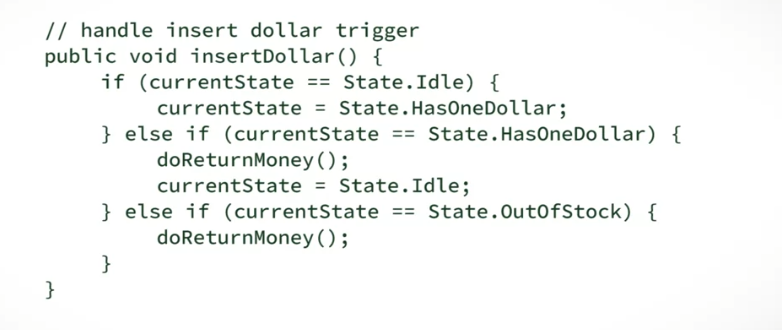 // handle insert dollar trigger
public void insertDollar() {
     if (currentState == State.Idle) {
          currentState = State.HasOneDollar;
     } else if (currentState == State.HasOneDollar) {
          doReturnMoney();
          currentState = State.Idle;
     } else if (currentState == State.OutOfStock) {
          doReturnMoney();
     }
}